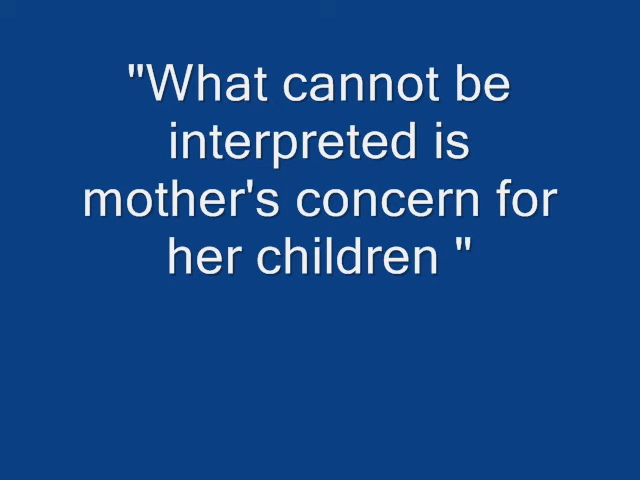 "What cannot be
interpreted is
mother's concern for
her children "